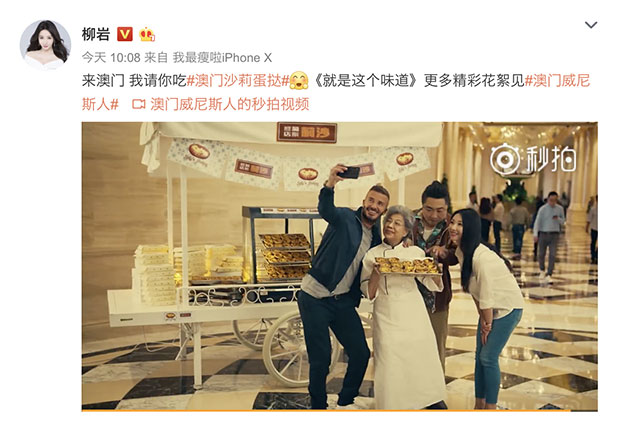 柳岩
今天 10:08 来自 我最瘦啦iPhone X
来澳门 我请你吃#澳门沙莉蛋挞#《就是这个味道》更多精彩花絮见#澳门威尼
斯人# 澳门威尼斯人的秒拍视频
秒拍